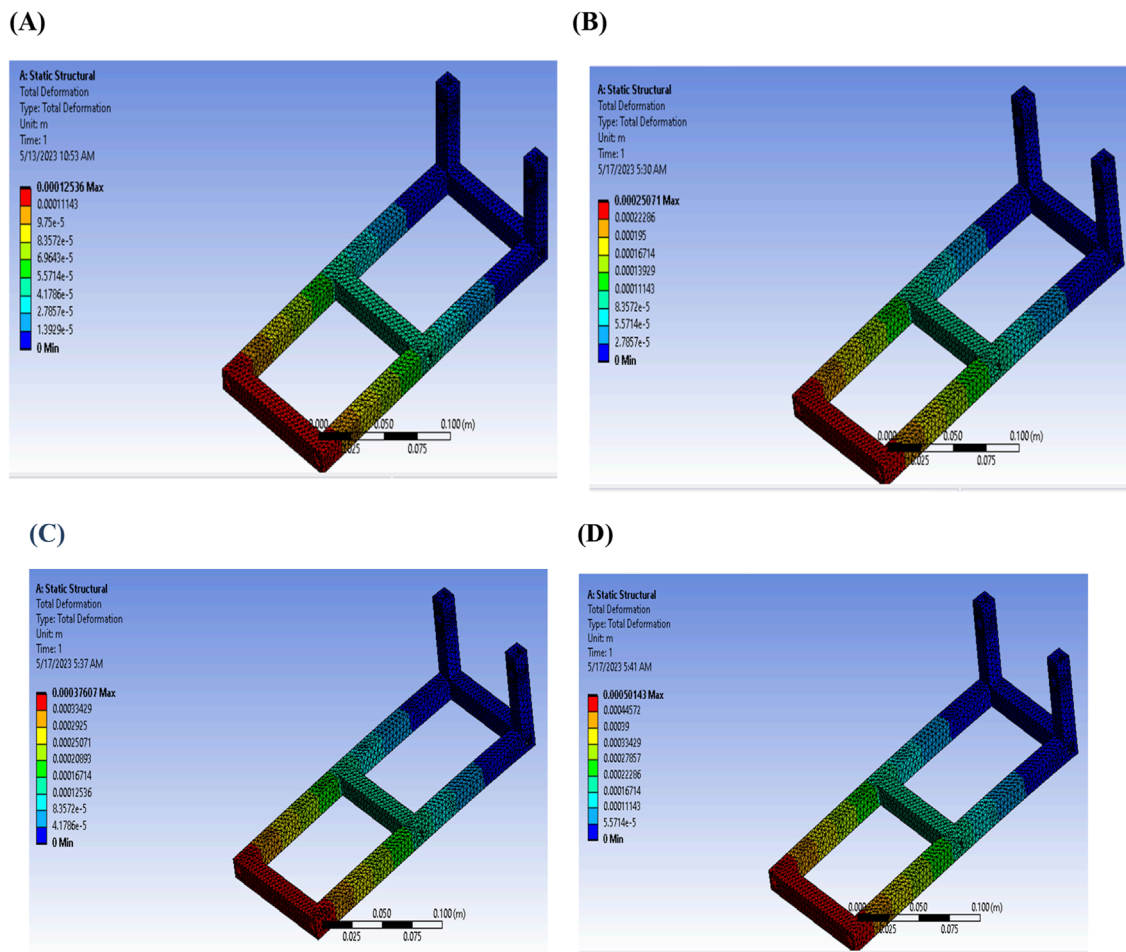 (A)
A: Static Structural
Total Deformation
Type: Total Deformation
Unit: m
Time: 1
5/13/2023 10:53 AM
0.00012536 Max
0.00011143
9.75e-5
8.3572e-5
6.9643e-5
5.5714e-5
4.1786e-5
2.7857e-5
1.3929e-5
0 Min
0.000 0.050 0.100 (m)
0.025 0.075
(B)
A: Static Structural
Total Deformation
Type: Total Deformation
Unit: m
Time: 1
5/17/2023 5:30 AM
0.00025071 Max
0.00022286
0.000195
0.00016714
0.00013929
0.00011143
8.3572e-5
5.5714e-5
2.7857e-5
0 Min
0.000 0.050 0.100 (m)
0.025 0.075
(C)
A: Static Structural
Total Deformation
Type: Total Deformation
Unit: m
Time: 1
5/17/2023 5:37 AM
0.00037607 Max
0.00033429
0.0002925
0.00025071
0.00020893
0.00016714
0.00012536
8.3572e-5
4.1786e-5
0 Min
0.050 0.100 (m)
0.025 0.075
(D)
A: Static Structural
Total Deformation
Type: Total Deformation
Unit: m
Time: 1
5/17/2023 5:41 AM
0.00050143 Max
0.00044572
0.00039
0.00033429
0.00027857
0.00022286
0.00016714
0.00011143
5.5714e-5
0 Min
0.000 0.050 0.100 (m)
0.025 0.075